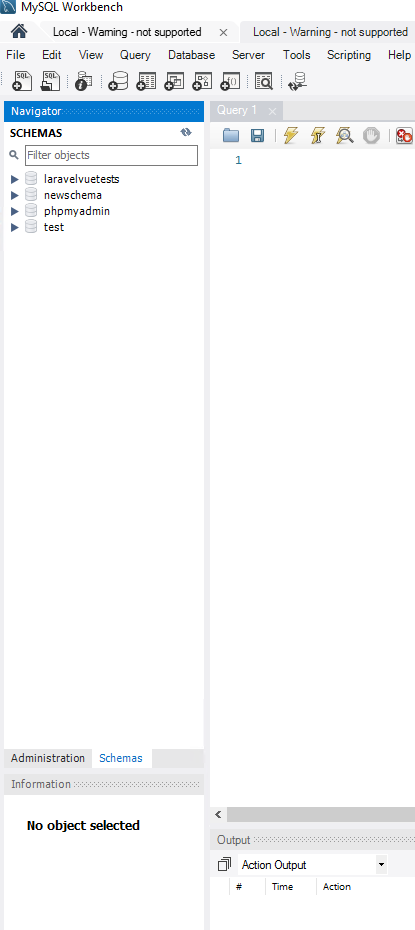 MySQL Workbench
Local - Warning - not supported × Local - Warning - not supported
File Edit View Query Database Server Tools Scripting Help
SQL SQL
Navigator Query 1 ×
SCHEMAS
Filter objects
1
laravelvuetests
newschema
phpmyadmin
test
Administration Schemas
Information
No object selected
Output
Action Output
# Time Action